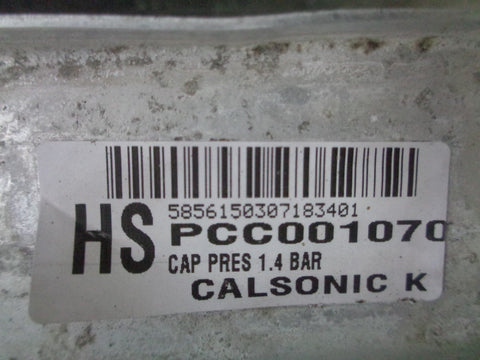 5856150307183401
HS PCC001070
CAP PRES 1.4 BAR
CALSONIC K